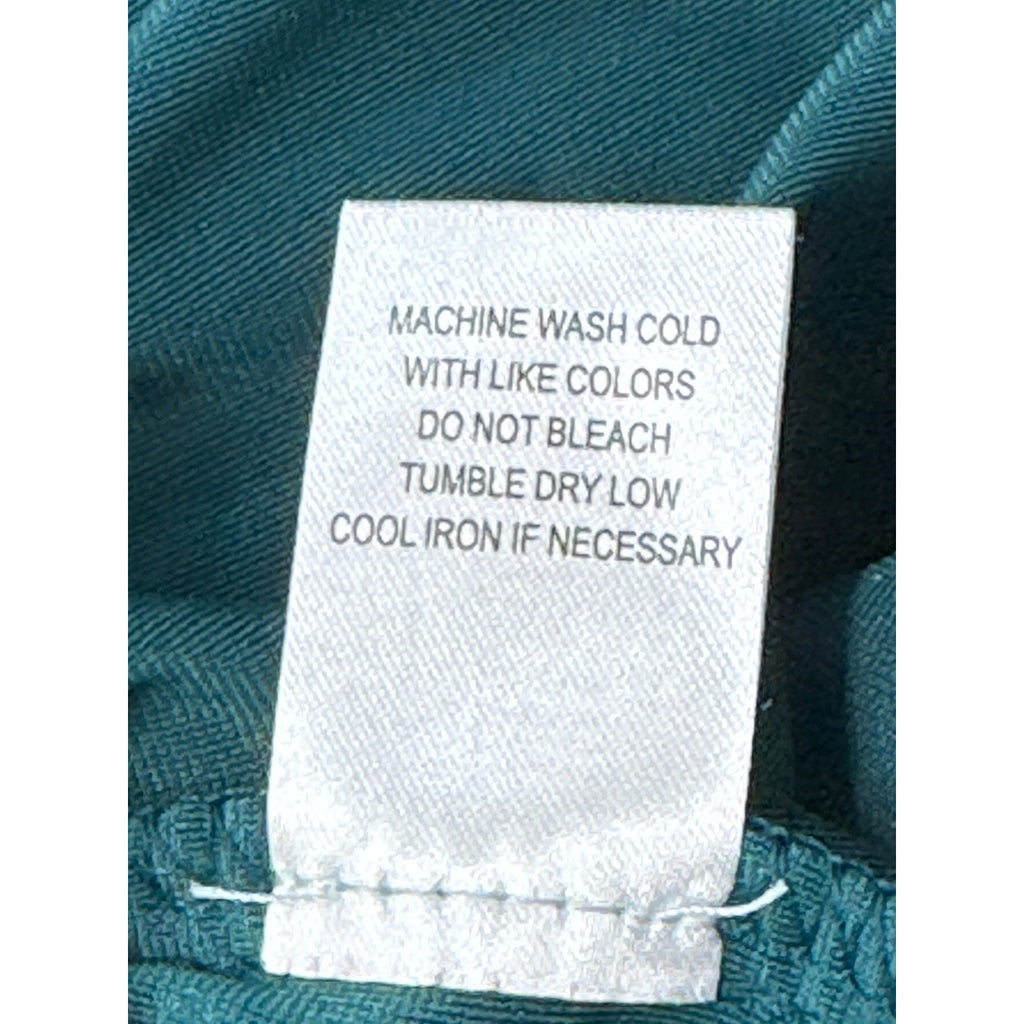 MACHINE WASH COLD
WITH LIKE COLORS
DO NOT BLEACH
TUMBLE DRY LOW
COOL IRON IF NECESSARY